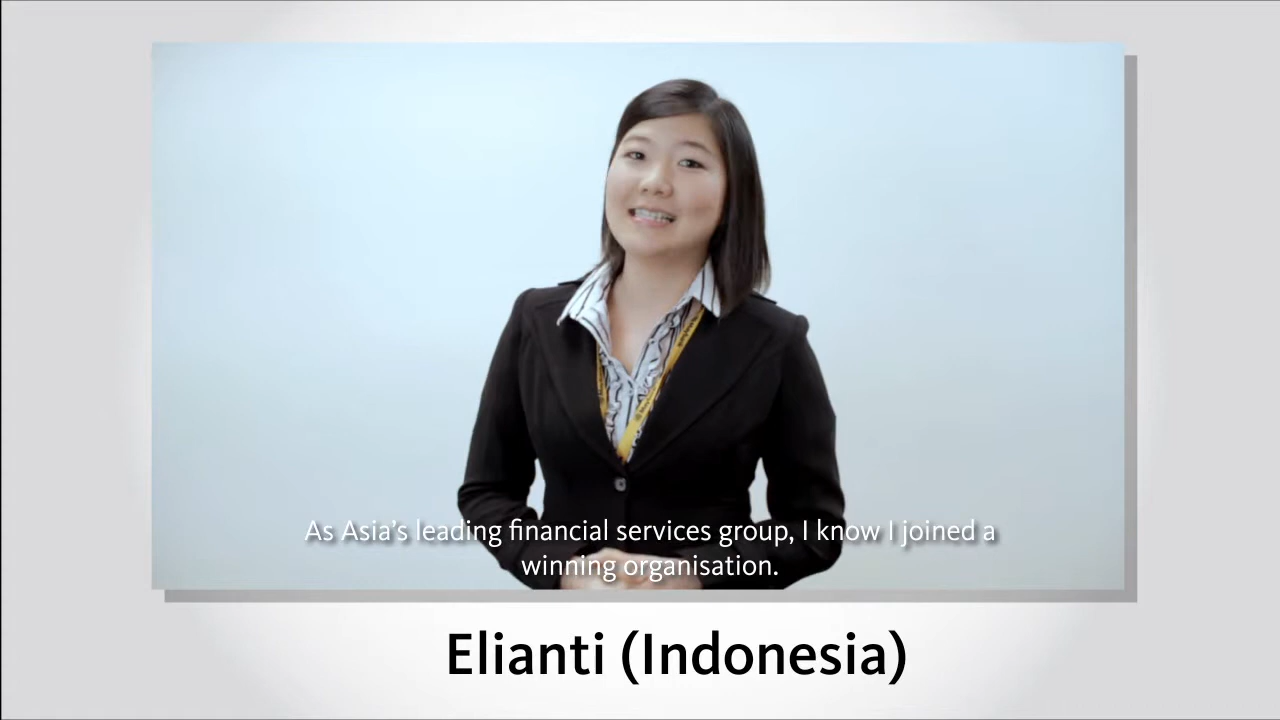 As Asia's leading financial services group, I know I joined a
winning organisation.
Elianti (Indonesia)